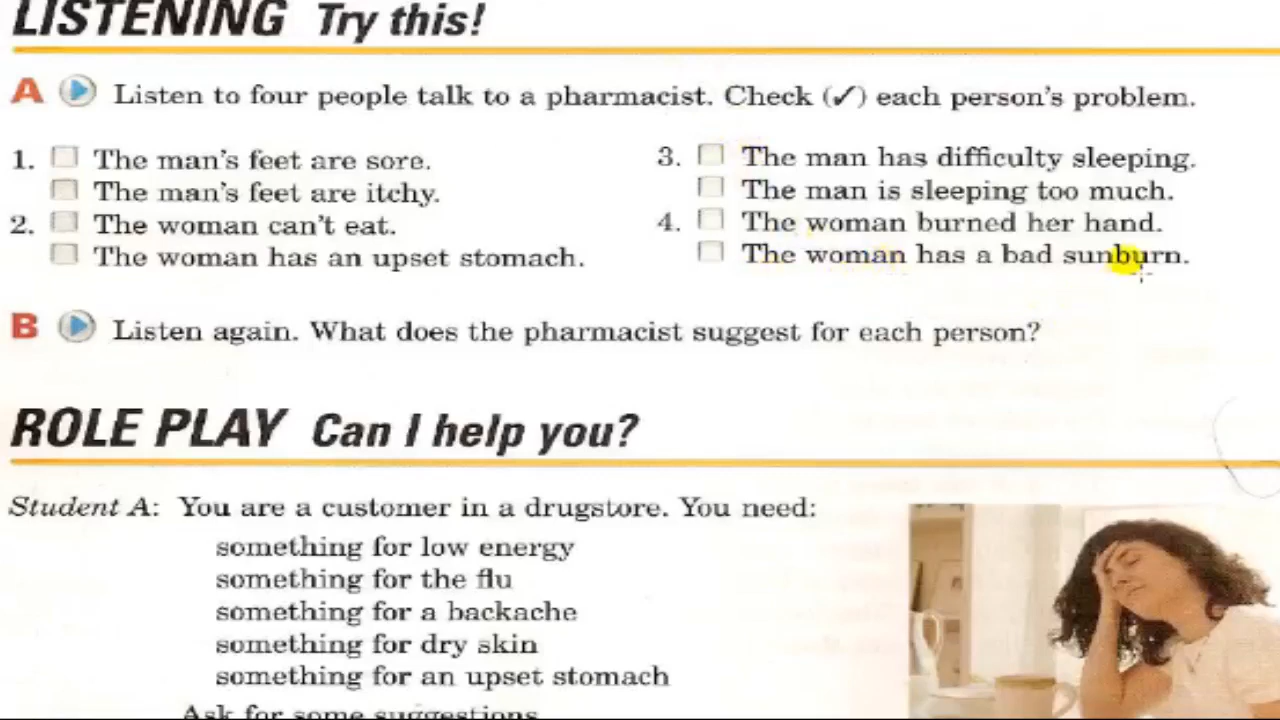 LISTENING Try this!
A Listen to four people talk to a pharmacist. Check (✓) each person's problem.
1. The man's feet are sore.
The man's feet are itchy.
2. The woman can't eat.
The woman has an upset stomach.
3. The man has difficulty sleeping.
The man is sleeping too much.
4. The woman burned her hand.
The woman has a bad sunburn.
B Listen again. What does the pharmacist suggest for each person?
ROLE PLAY Can I help you?
Student A: You are a customer in a drugstore. You need:
something for low energy
something for the flu
something for a backache
something for dry skin
something for an upset stomach
Ask for some suggestions